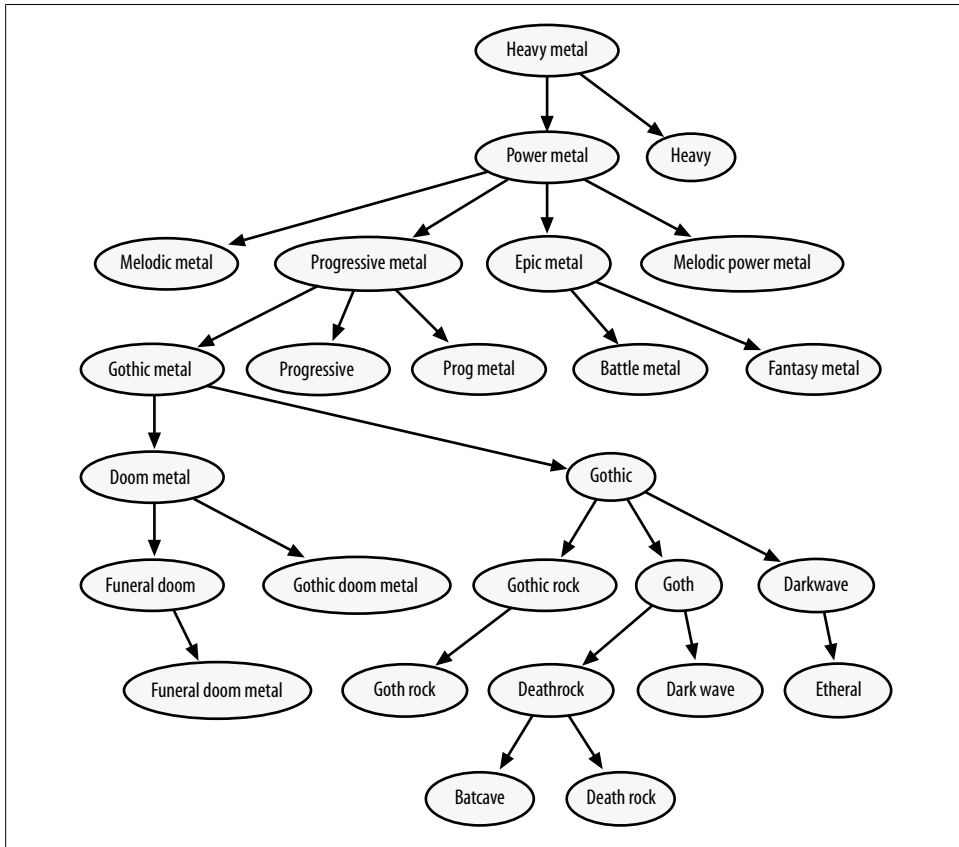 Heavy metal
Power metal
Heavy
Melodic metal
Progressive metal
Epic metal
Melodic power metal
Gothic metal
Progressive
Prog metal
Battle metal
Fantasy metal
Doom metal
Gothic
Funeral doom
Gothic doom metal
Gothic rock
Goth
Darkwave
Funeral doom metal
Goth rock
Deathrock
Dark wave
Etheral
Batcave
Death rock